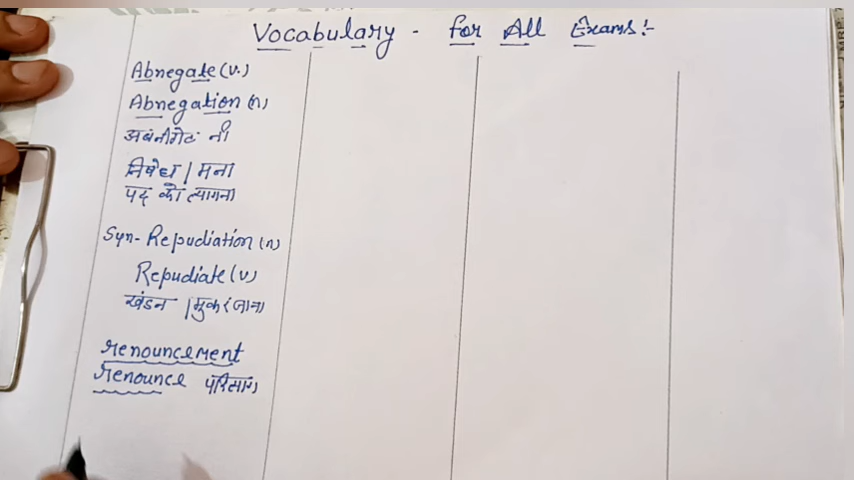 Vocabulary - for All Exams:-
Abnegate (v.)
Abnegation (n)
अबनीगेट नी
निषेध / मना
पद को त्यागना
Syn- Repudiation (n)
Repudiate (v)
खंडन / मुकर जाना
renouncement
renounce परित्याग